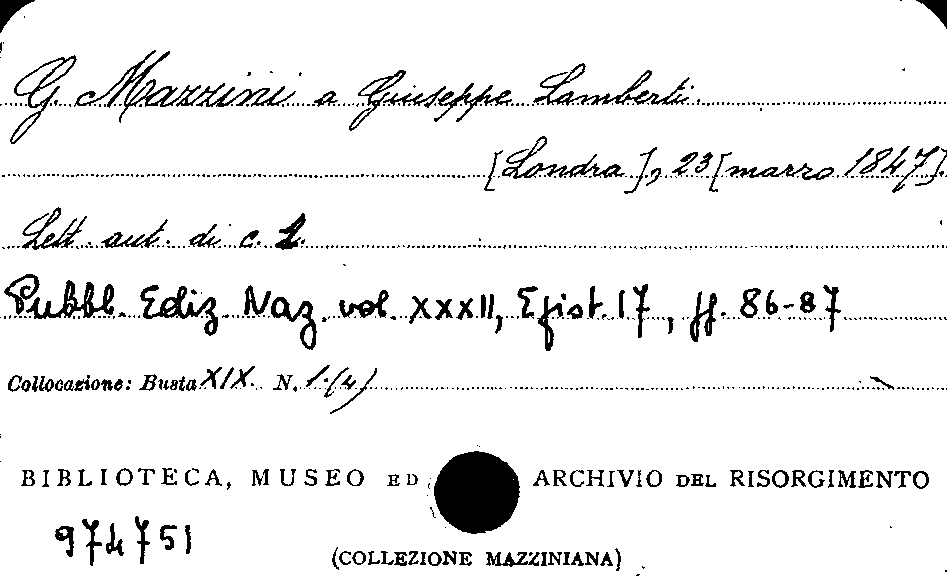 G. Mazzini a Giuseppe Lamberti.
[Londra], 23 [marzo 1847].
Lett. aut. di c. 2.
Pubbl. Ediz. Naz. vol. XXXII, Epist. 17, pp. 86-87
Collocazione: Busta XIX. N. 1.(4)
BIBLIOTECA, MUSEO ED ARCHIVIO DEL RISORGIMENTO
974751
(COLLEZIONE MAZZINIANA)